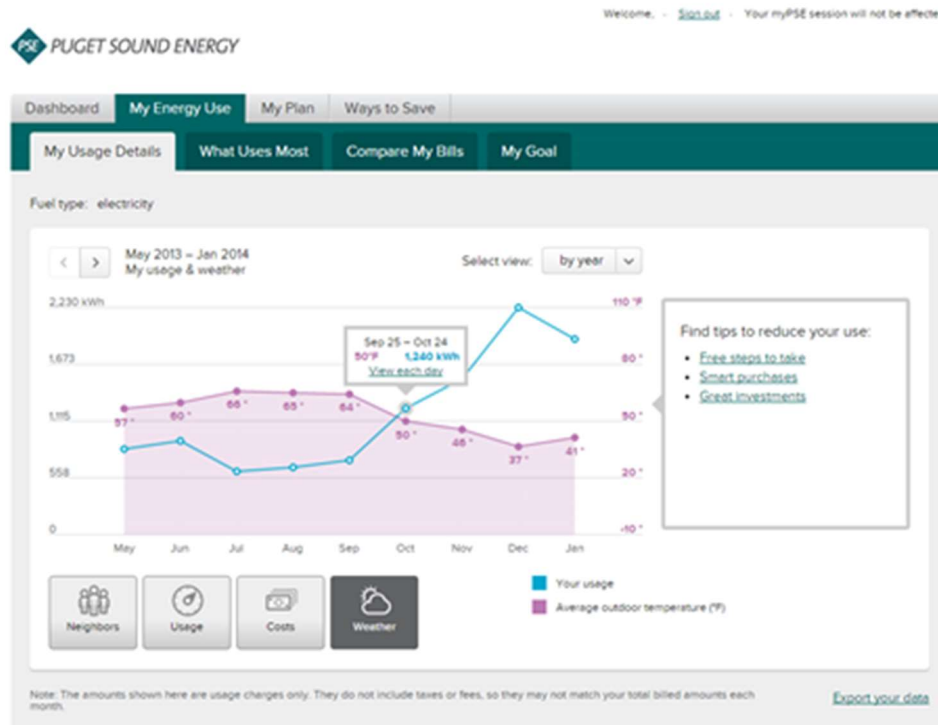 Welcome, - Sign out - Your myPSE session will not be affecte
PSE PUGET SOUND ENERGY
Dashboard My Energy Use My Plan Ways to Save
My Usage Details What Uses Most Compare My Bills My Goal
Fuel type: electricity
< > May 2013 – Jan 2014
My usage & weather
Select view: by year
2,230 kWh 110 °F
Sep 25 – Oct 24
50°F 1,240 kWh
View each day
1,673 80 °
1,115 50 °
558 20 °
0 -10 °
57 ° 60 ° 66 ° 65 ° 64 ° 50 ° 46 ° 37 ° 41 °
May Jun Jul Aug Sep Oct Nov Dec Jan
Find tips to reduce your use:
• Free steps to take
• Smart purchases
• Great investments
Neighbors Usage Costs Weather
Your usage
Average outdoor temperature (°F)
Note: The amounts shown here are usage charges only. They do not include taxes or fees, so they may not match your total billed amounts each
month.
Export your data